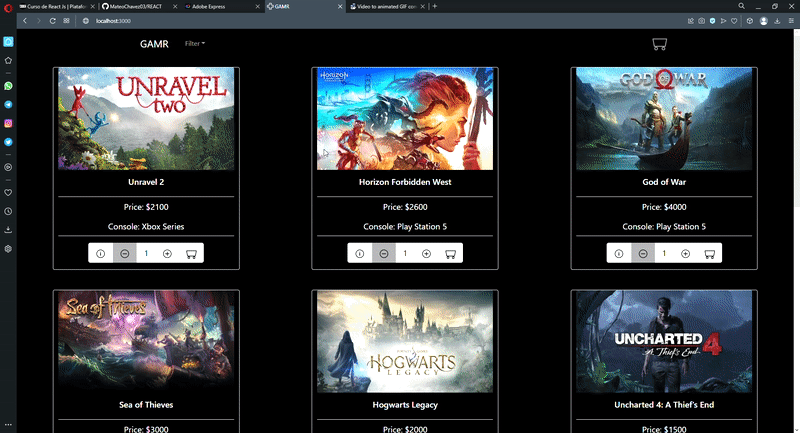 Curso de React Js | Platafor
MateoChavez03/REACT
Adobe Express
GAMR
Video to animated GIF con
localhost:3000
GAMR
Filter
UNRAVEL
two
HORIZON
GOD OF WAR
Unravel 2
Horizon Forbidden West
God of War
Price: $2100
Price: $2600
Price: $4000
Console: Xbox Series
Console: Play Station 5
Console: Play Station 5
1
1
1
Sea of Thieves
HOGWARTS
LEGACY
UNCHARTED 4
A Thief's End
Sea of Thieves
Hogwarts Legacy
Uncharted 4: A Thief's End
Price: $3000
Price: $2000
Price: $1500